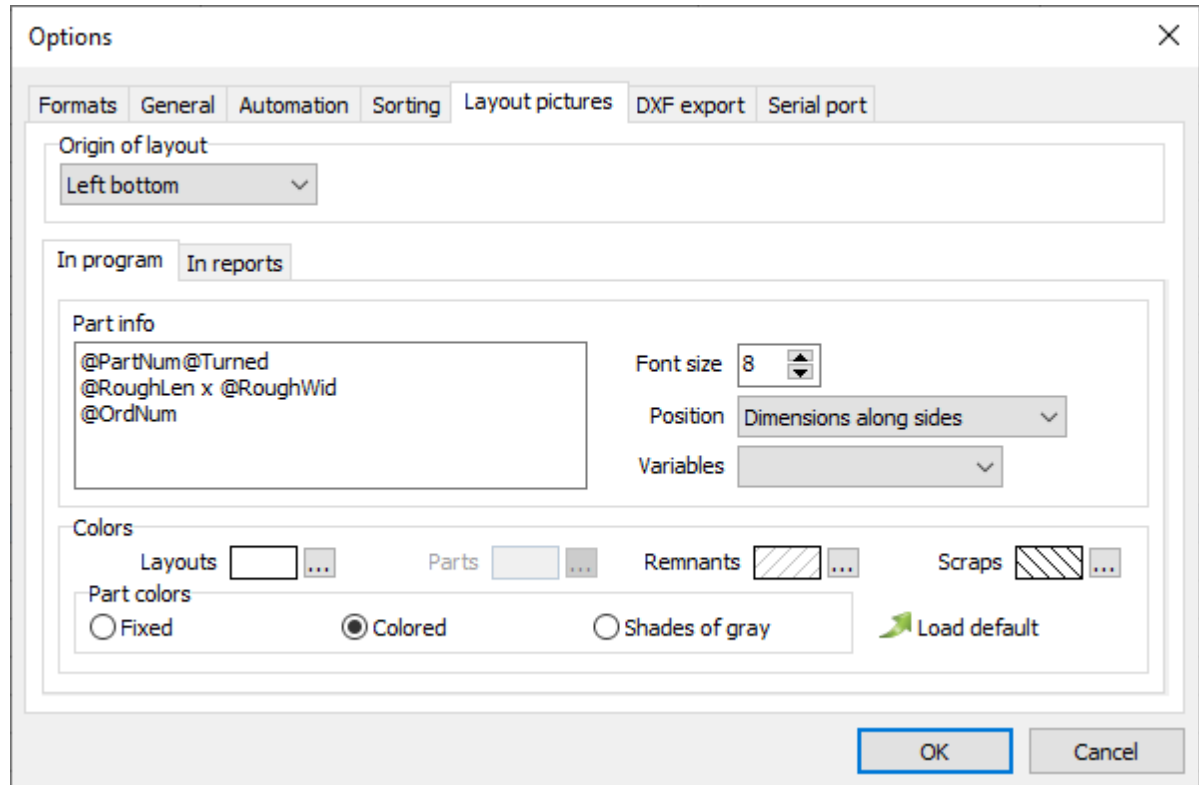 Options
Formats General Automation Sorting Layout pictures DXF export Serial port
Origin of layout
Left bottom
In program In reports
Part info
@PartNum@Turned
@RoughLen x @RoughWid
@OrdNum
Font size 8
Position Dimensions along sides
Variables
Colors
Layouts ... Parts ... Remnants ... Scraps ...
Part colors
Fixed Colored Shades of gray Load default
OK Cancel